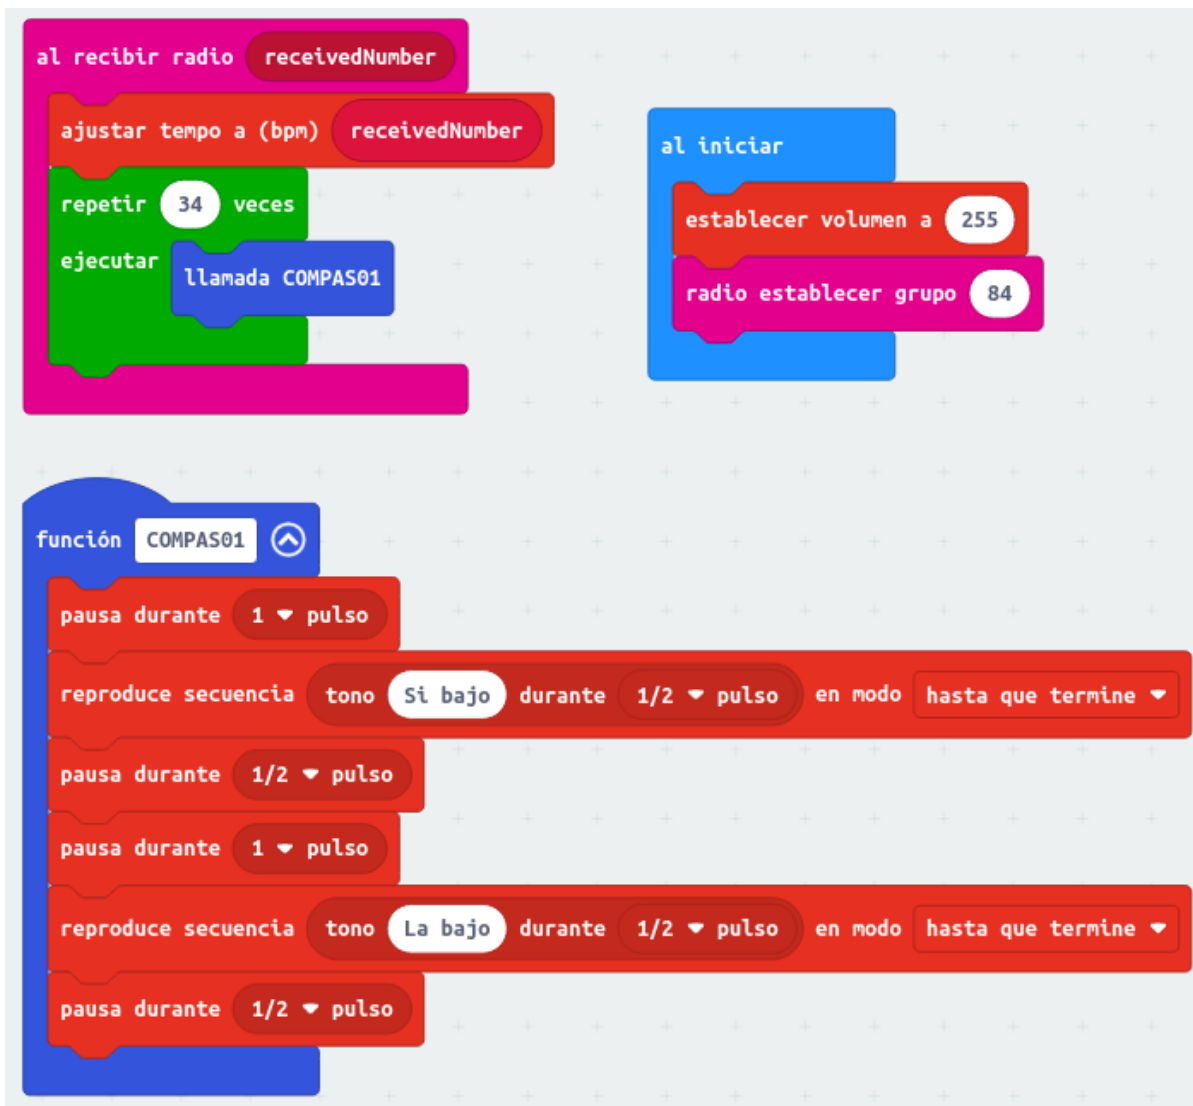 al recibir radio receivedNumber
ajustar tempo a (bpm) receivedNumber
repetir 34 veces
ejecutar
llamada COMPAS01
al iniciar
establecer volumen a 255
radio establecer grupo 84
función COMPAS01
pausa durante 1 pulso
reproduce secuencia tono Si bajo durante 1/2 pulso en modo hasta que termine
pausa durante 1/2 pulso
pausa durante 1 pulso
reproduce secuencia tono La bajo durante 1/2 pulso en modo hasta que termine
pausa durante 1/2 pulso